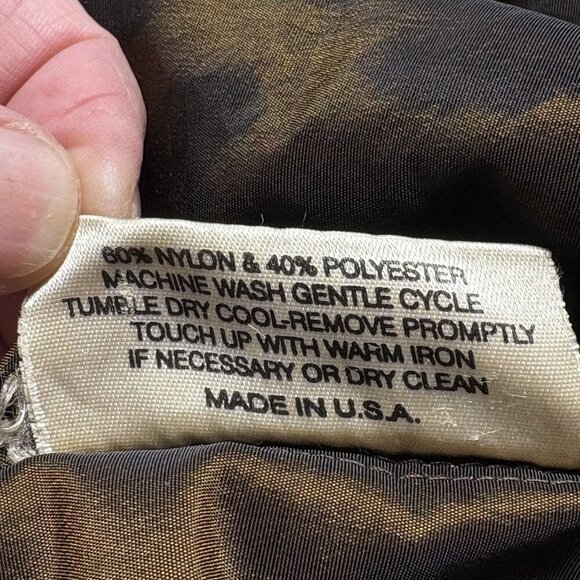 60% NYLON & 40% POLYESTER
MACHINE WASH GENTLE CYCLE
TUMBLE DRY COOL-REMOVE PROMPTLY
TOUCH UP WITH WARM IRON
IF NECESSARY OR DRY CLEAN
MADE IN U.S.A.